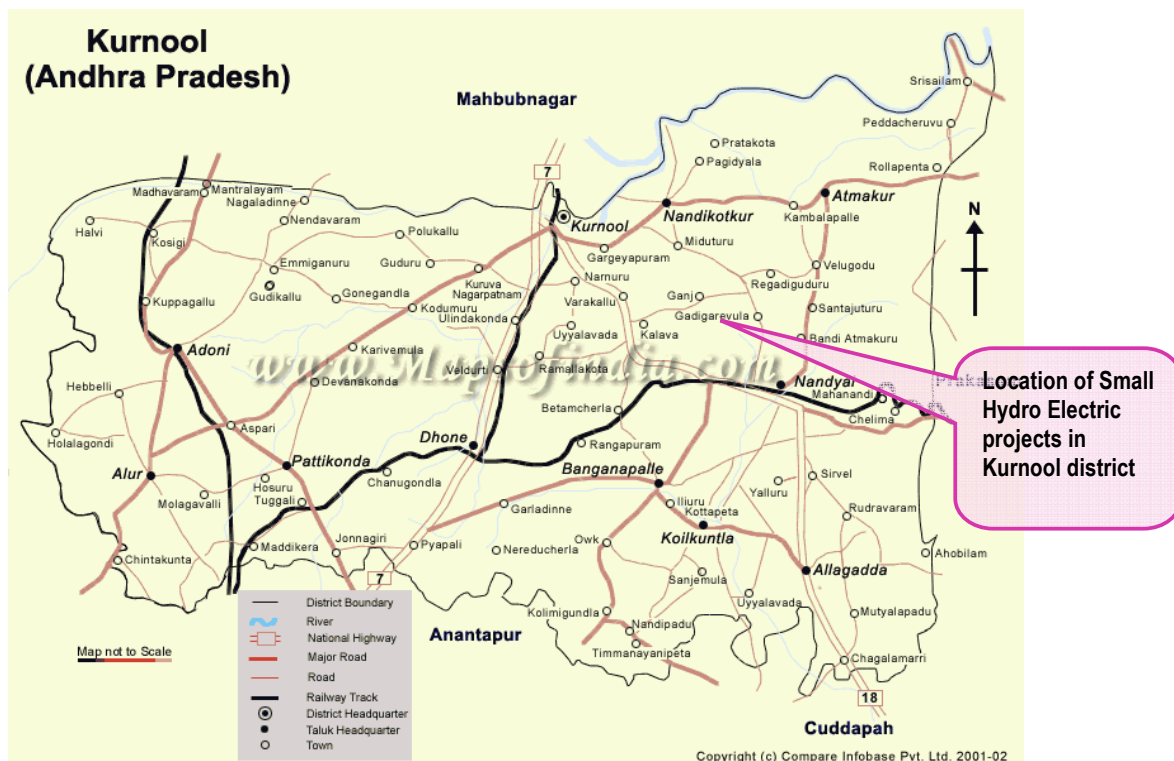 Kurnool
(Andhra Pradesh)
Mahbubnagar
Srisailam
Peddacheruvu
Pratakota
Pagidyala
Rollapenta
7
Mantralayam
Madhavaram
Nagaladinne
Atmakur
Nandikotkur
Kambalapalle
N
Halvi
Nendavaram
Kurnool
Kosigi
Polukallu
Miduturu
Gargeyapuram
Emmiganuru
Guduru
Kuruva
Nagarpatnam
Narnuru
Velugodu
Regadiguduru
Gudikallu
Gonegandla
Varakallu
Ganj
Kuppagallu
Kodumuru
Ulindakonda
Gadigarevula
Santajuturu
Uyyalavada
Kalava
Bandi Atmakuru
Adoni
Karivemula
www.Mapsofindia.com
Ramallakota
Veldurti
Devanakonda
Nandyal
Mahanandi
Hebbelli
Betamcherla
Chelima
Location of Small
Hydro Electric
projects in
Kurnool district
Aspari
Holalagondi
Dhone
Rangapuram
Pattikonda
Banganapalle
Alur
Chanugondla
Sirvel
Hosuru
Yalluru
Molagavalli
Tuggali
Garladinne
Iliuru
Kottapeta
Rudravaram
Koilkuntla
Maddikera
Jonnagiri
Pyapali
Nereducherla
Owk
Ahobilam
Chintakunta
Sanjemula
Allagadda
7
Uyyalavada
District Boundary
River
National Highway
Major Road
Road
Railway Track
District Headquarter
Taluk Headquarter
Town
Kolimigundla
Mutyalapadu
Anantapur
Nandipadu
Timmanayanipeta
Map not to Scale
Chagalamarri
18
Cuddapah
Copyright (c) Compare Infobase Pvt. Ltd. 2001-02